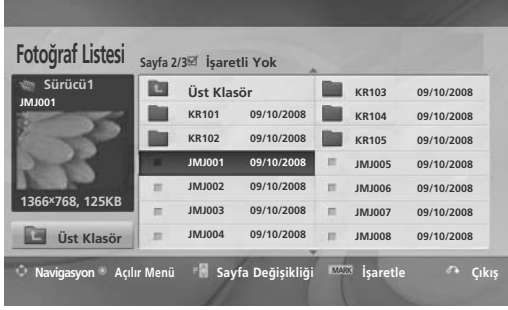 Fotoğraf Listesi
Sayfa 2/3 İşaretli Yok
Sürücü1
JMJ001
1366x768, 125KB
Üst Klasör
Üst Klasör
KR101 09/10/2008
KR102 09/10/2008
JMJ001 09/10/2008
JMJ002 09/10/2008
JMJ003 09/10/2008
JMJ004 09/10/2008
KR103 09/10/2008
KR104 09/10/2008
KR105 09/10/2008
JMJ005 09/10/2008
JMJ006 09/10/2008
JMJ007 09/10/2008
JMJ008 09/10/2008
Navigasyon Açılır Menü Sayfa Değişikliği MARK İşaretle Çıkış